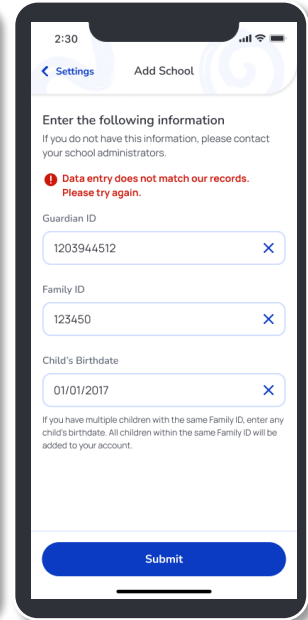 2:30
Settings
Add School
Enter the following information
If you do not have this information, please contact
your school administrators.
Data entry does not match our records.
Please try again.
Guardian ID
1203944512
Family ID
123450
Child's Birthdate
01/01/2017
If you have multiple children with the same Family ID, enter any
child's birthdate. All children within the same Family ID will be
added to your account.
Submit